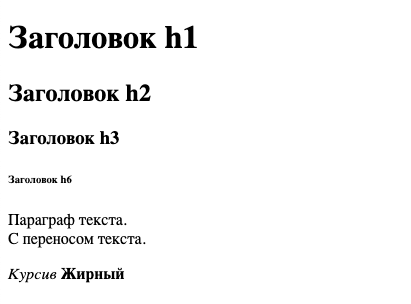 Заголовок h1
Заголовок h2
Заголовок h3
Заголовок h6
Параграф текста.
С переносом текста.
Курсив Жирный